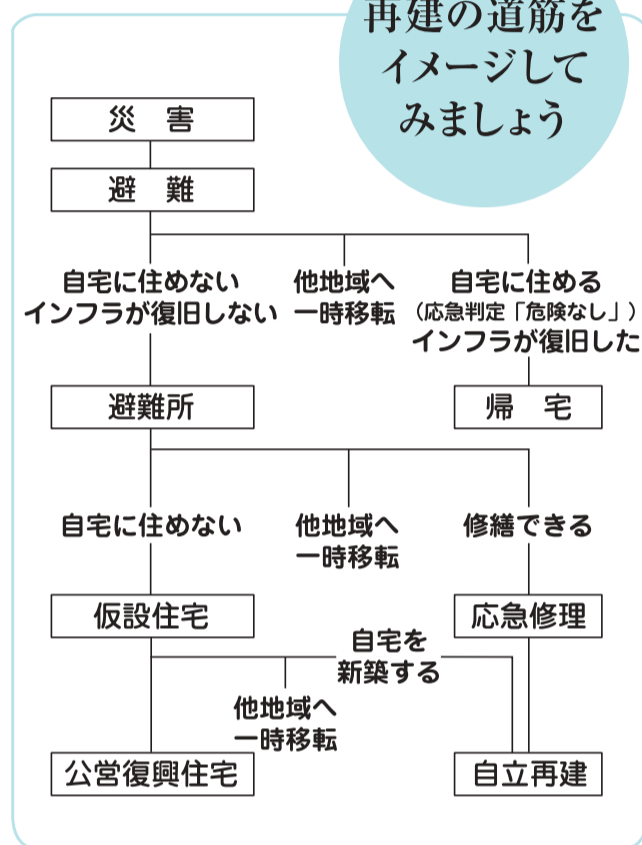 再建の道筋を
イメージして
みましょう
災　害
避　難
自宅に住めない
インフラが復旧しない
他地域へ
一時移転
自宅に住める
（応急判定「危険なし」）
インフラが復旧した
避難所
帰　宅
自宅に住めない
他地域へ
一時移転
修繕できる
仮設住宅
応急修理
自宅を
新築する
他地域へ
一時移転
公営復興住宅
自立再建